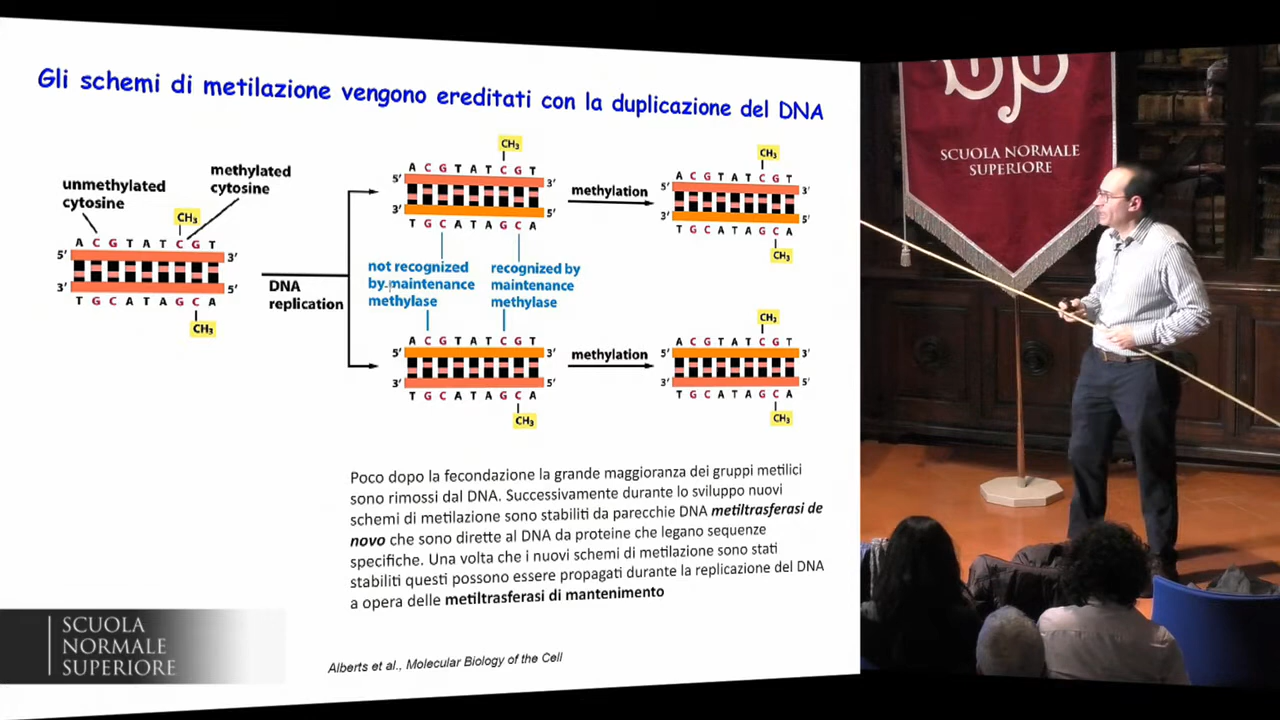 Gli schemi di metilazione vengono ereditati con la duplicazione del DNA
unmethylated
cytosine
methylated
cytosine
CH3
A C G T A T C G T
5'
3'
3'
5'
T G C A T A G C A
CH3
DNA
replication
CH3
A C G T A T C G T
5'
3'
3'
5'
T G C A T A G C A
not recognized
by maintenance
methylase
recognized by
maintenance
methylase
A C G T A T C G T
5'
3'
3'
5'
T G C A T A G C A
CH3
methylation
CH3
A C G T A T C G T
5'
3'
3'
5'
T G C A T A G C A
CH3
methylation
CH3
A C G T A T C G T
5'
3'
3'
5'
T G C A T A G C A
CH3
Poco dopo la fecondazione la grande maggioranza dei gruppi metilici
sono rimossi dal DNA. Successivamente durante lo sviluppo nuovi
schemi di metilazione sono stabiliti da parecchie DNA metiltrasferasi de
novo che sono dirette al DNA da proteine che legano sequenze
specifiche. Una volta che i nuovi schemi di metilazione sono stati
stabiliti questi possono essere propagati durante la replicazione del DNA
a opera delle metiltrasferasi di mantenimento
Alberts et al., Molecular Biology of the Cell
SCUOLA
NORMALE
SUPERIORE
SCUOLA NORMALE
SUPERIORE